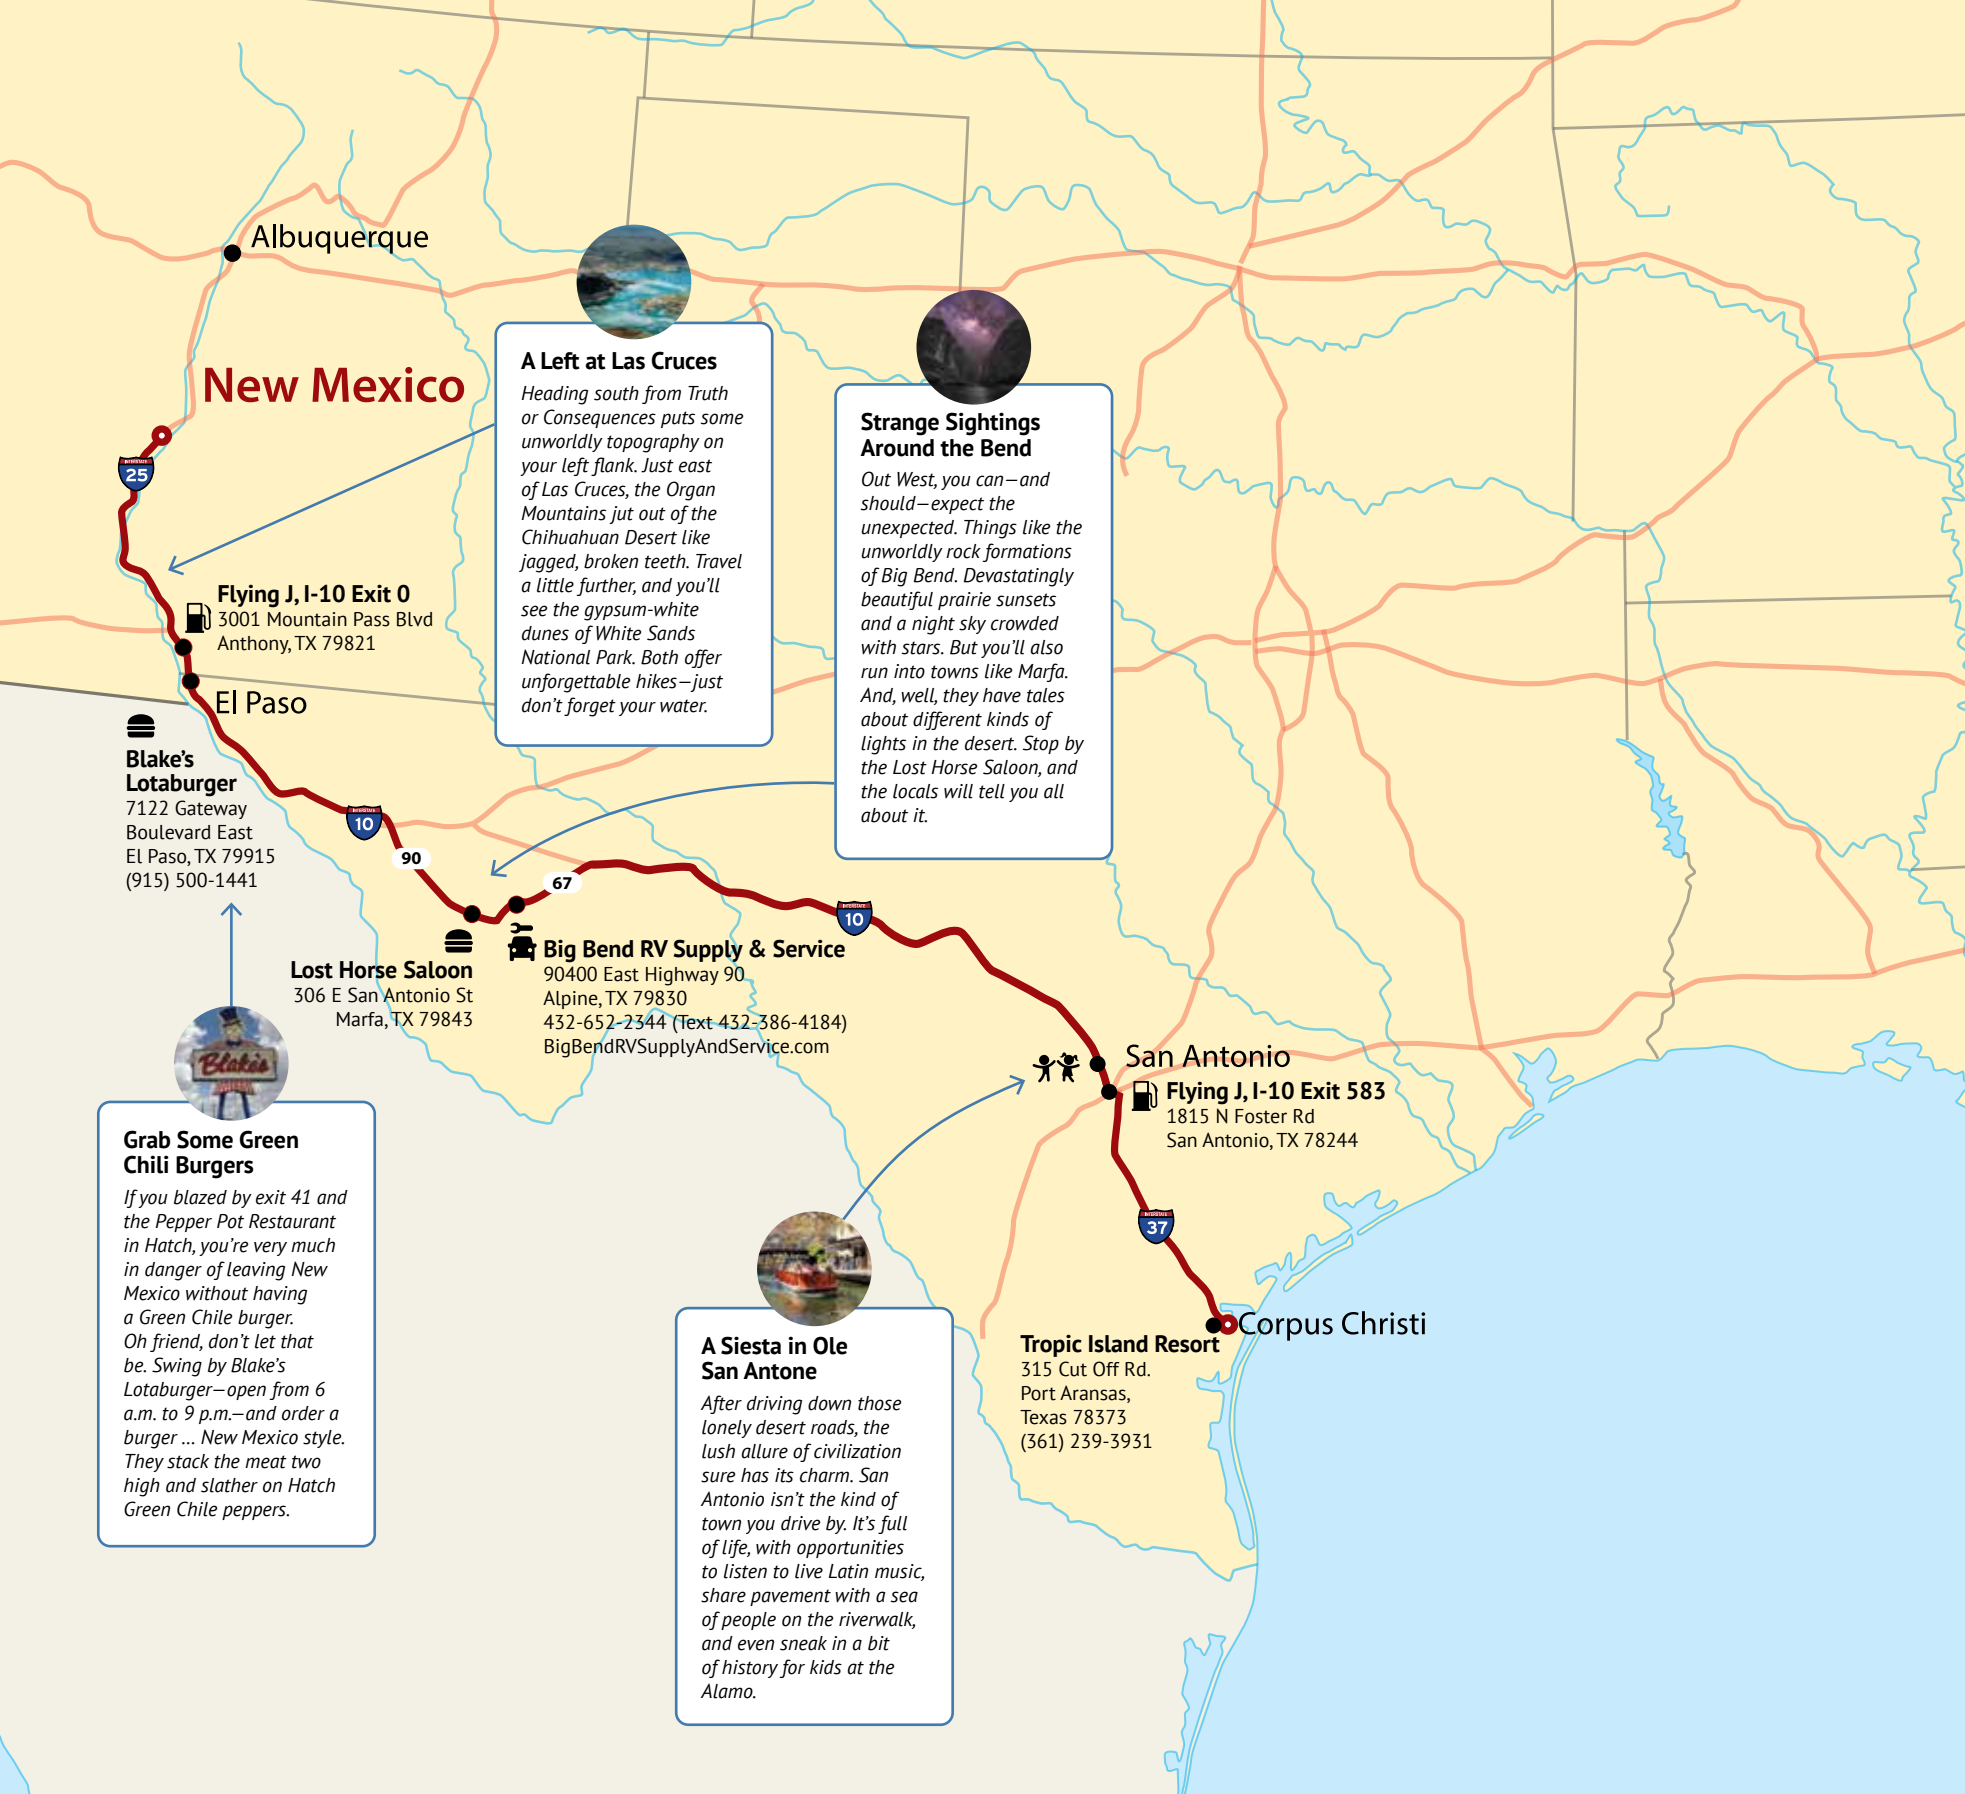 Albuquerque
New Mexico
INTERSTATE
25
A Left at Las Cruces
Heading south from Truth
or Consequences puts some
unworldly topography on
your left flank. Just east
of Las Cruces, the Organ
Mountains jut out of the
Chihuahuan Desert like
jagged, broken teeth. Travel
a little further, and you'll
see the gypsum-white
dunes of White Sands
National Park. Both offer
unforgettable hikes—just
don't forget your water.
Strange Sightings
Around the Bend
Out West, you can—and
should—expect the
unexpected. Things like the
unworldly rock formations
of Big Bend. Devastatingly
beautiful prairie sunsets
and a night sky crowded
with stars. But you'll also
run into towns like Marfa.
And, well, they have tales
about different kinds of
lights in the desert. Stop by
the Lost Horse Saloon, and
the locals will tell you all
about it.
Flying J, I-10 Exit 0
3001 Mountain Pass Blvd
Anthony, TX 79821
El Paso
Blake's
Lotaburger
7122 Gateway
Boulevard East
El Paso, TX 79915
(915) 500-1441
INTERSTATE
10
90
67
INTERSTATE
10
Lost Horse Saloon
306 E San Antonio St
Marfa, TX 79843
Big Bend RV Supply & Service
90400 East Highway 90
Alpine, TX 79830
432-652-2344 (Text 432-386-4184)
BigBendRVSupplyAndService.com
San Antonio
Flying J, I-10 Exit 583
1815 N Foster Rd
San Antonio, TX 78244
Blake's
Grab Some Green
Chili Burgers
If you blazed by exit 41 and
the Pepper Pot Restaurant
in Hatch, you're very much
in danger of leaving New
Mexico without having
a Green Chile burger.
Oh friend, don't let that
be. Swing by Blake's
Lotaburger—open from 6
a.m. to 9 p.m.—and order a
burger ... New Mexico style.
They stack the meat two
high and slather on Hatch
Green Chile peppers.
INTERSTATE
37
Corpus Christi
Tropic Island Resort
315 Cut Off Rd.
Port Aransas,
Texas 78373
(361) 239-3931
A Siesta in Ole
San Antone
After driving down those
lonely desert roads, the
lush allure of civilization
sure has its charm. San
Antonio isn't the kind of
town you drive by. It's full
of life, with opportunities
to listen to live Latin music,
share pavement with a sea
of people on the riverwalk,
and even sneak in a bit
of history for kids at the
Alamo.